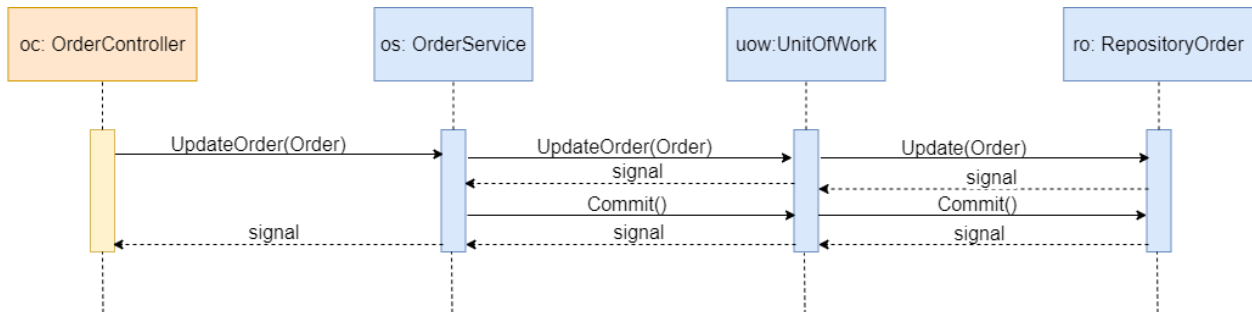 oc: OrderController
os: OrderService
uow:UnitOfWork
ro: RepositoryOrder
UpdateOrder(Order)
UpdateOrder(Order)
Update(Order)
signal
signal
Commit()
Commit()
signal
signal
signal